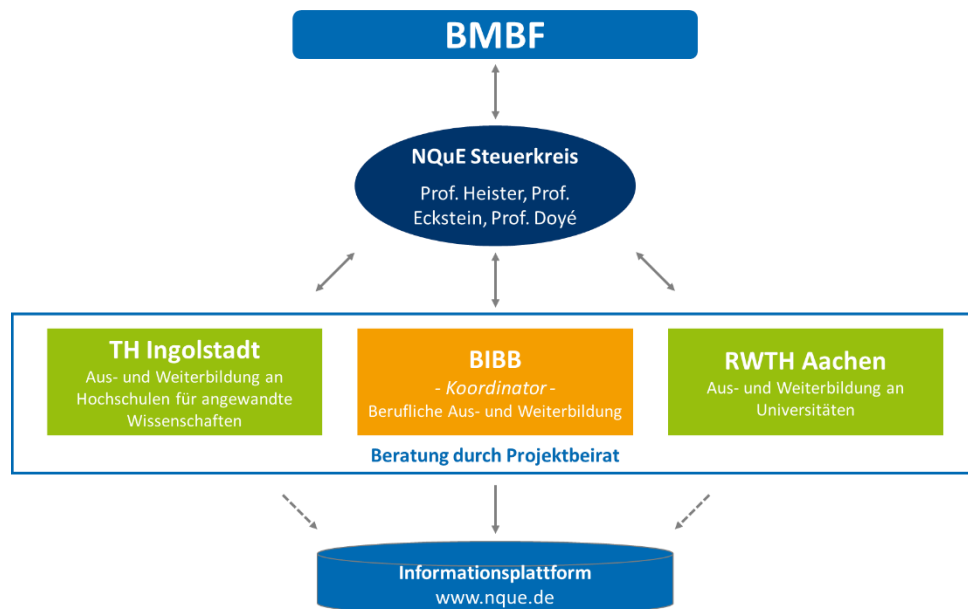 BMBF
NQuE Steuerkreis
Prof. Heister, Prof.
Eckstein, Prof. Doyé
TH Ingolstadt
Aus- und Weiterbildung an
Hochschulen für angewandte
Wissenschaften
BIBB
- Koordinator -
Berufliche Aus- und Weiterbildung
RWTH Aachen
Aus- und Weiterbildung an
Universitäten
Beratung durch Projektbeirat
Informationsplattform
www.nque.de